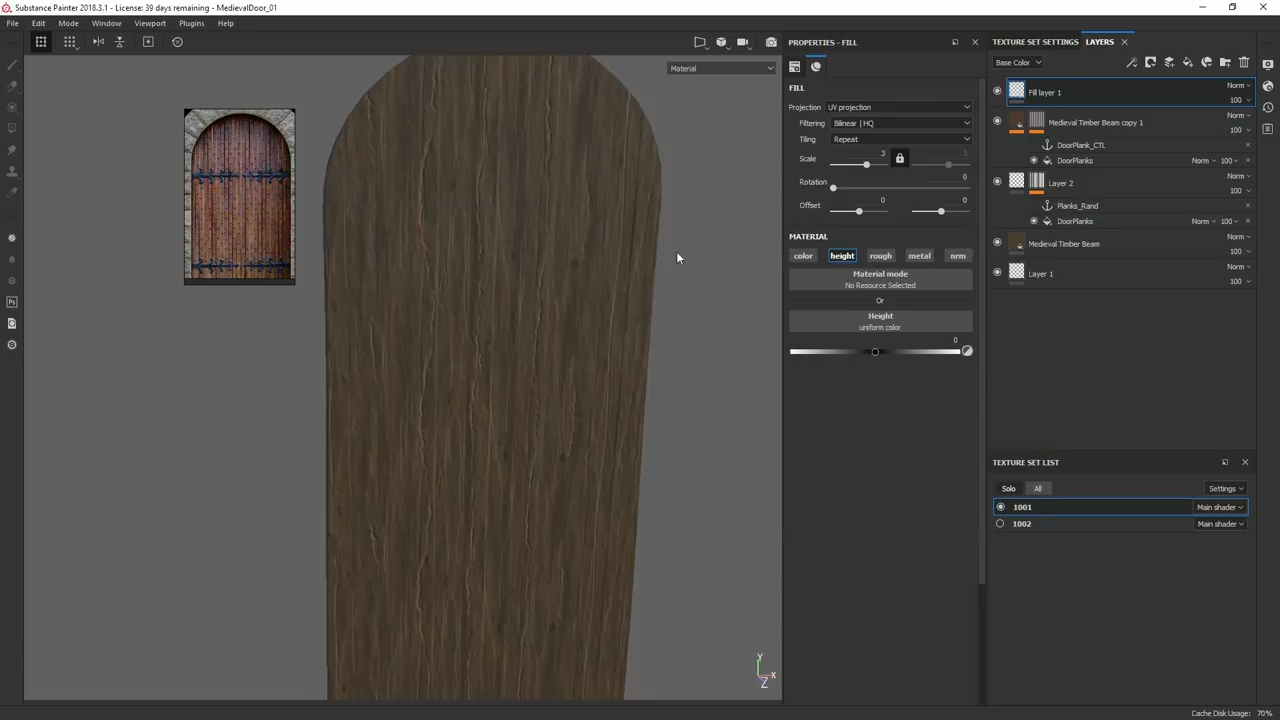 Substance Painter 2018.3.1 - License: 39 days remaining - MedievalDoor_01
File Edit Mode Window Viewport Plugins Help
Material
Y
X
Z
PROPERTIES - FILL
FILL
Projection UV projection
Filtering Bilinear | HQ
Tiling Repeat
Scale 3 3
Rotation 0
Offset 0 0
MATERIAL
color height rough metal nrm
Material mode
No Resource Selected
Or
Height
uniform color
0
TEXTURE SET SETTINGS LAYERS
Base Color
Fill layer 1 Norm
100
Medieval Timber Beam copy 1 Norm
100
DoorPlank_CTL
DoorPlanks Norm 100
Layer 2 Norm
100
Planks_Rand
DoorPlanks Norm 100
Medieval Timber Beam Norm
100
Layer 1 Norm
100
TEXTURE SET LIST
Solo All Settings
1001 Main shader
1002 Main shader
Cache Disk Usage: 70%